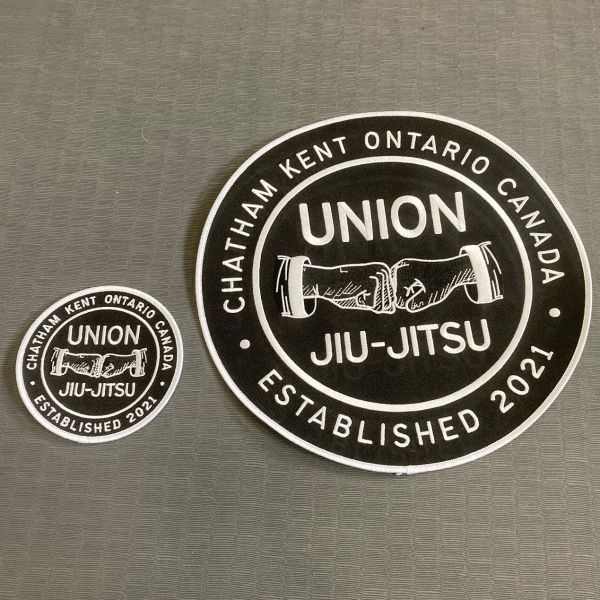 CHATHAM KENT ONTARIO CANADA
UNION
JIU-JITSU
• ESTABLISHED 2021 •
CHATHAM KENT ONTARIO CANADA
UNION
JIU-JITSU
• ESTABLISHED 2021 •